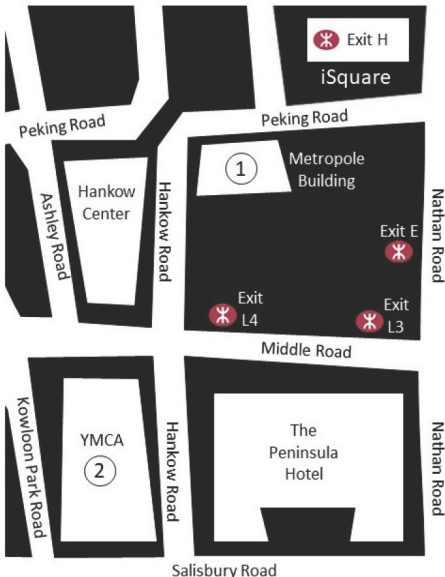 Exit H
iSquare
Peking Road
Peking Road
1
Metropole
Building
Hankow
Center
Ashley Road
Hankow Road
Nathan Road
Exit E
Exit
L4
Exit
L3
Middle Road
Kowloon Park Road
YMCA
2
Hankow Road
The
Peninsula
Hotel
Nathan Road
Salisbury Road